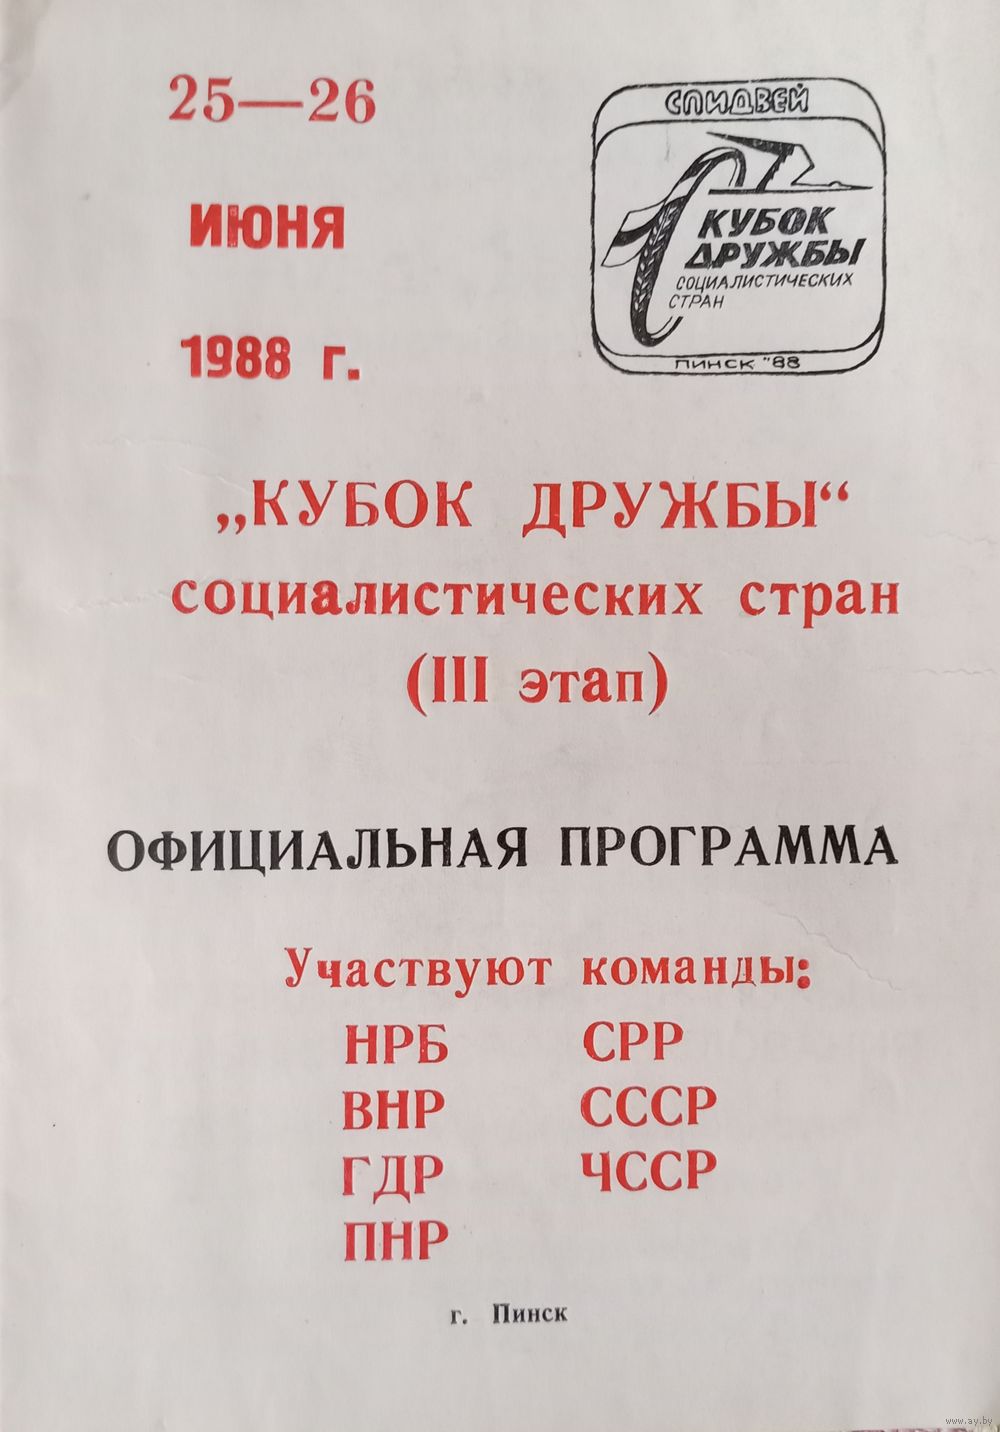 25—26
ИЮНЯ
1988 г.
СПИДВЕЙ
КУБОК
ДРУЖБЫ
СОЦИАЛИСТИЧЕСКИХ
СТРАН
ПИНСК "88
„КУБОК ДРУЖБЫ“
социалистических стран
(III этап)
ОФИЦИАЛЬНАЯ ПРОГРАММА
Участвуют команды:
НРБ СРР
ВНР СССР
ГДР ЧССР
ПНР
г. Пинск
www.ay.by